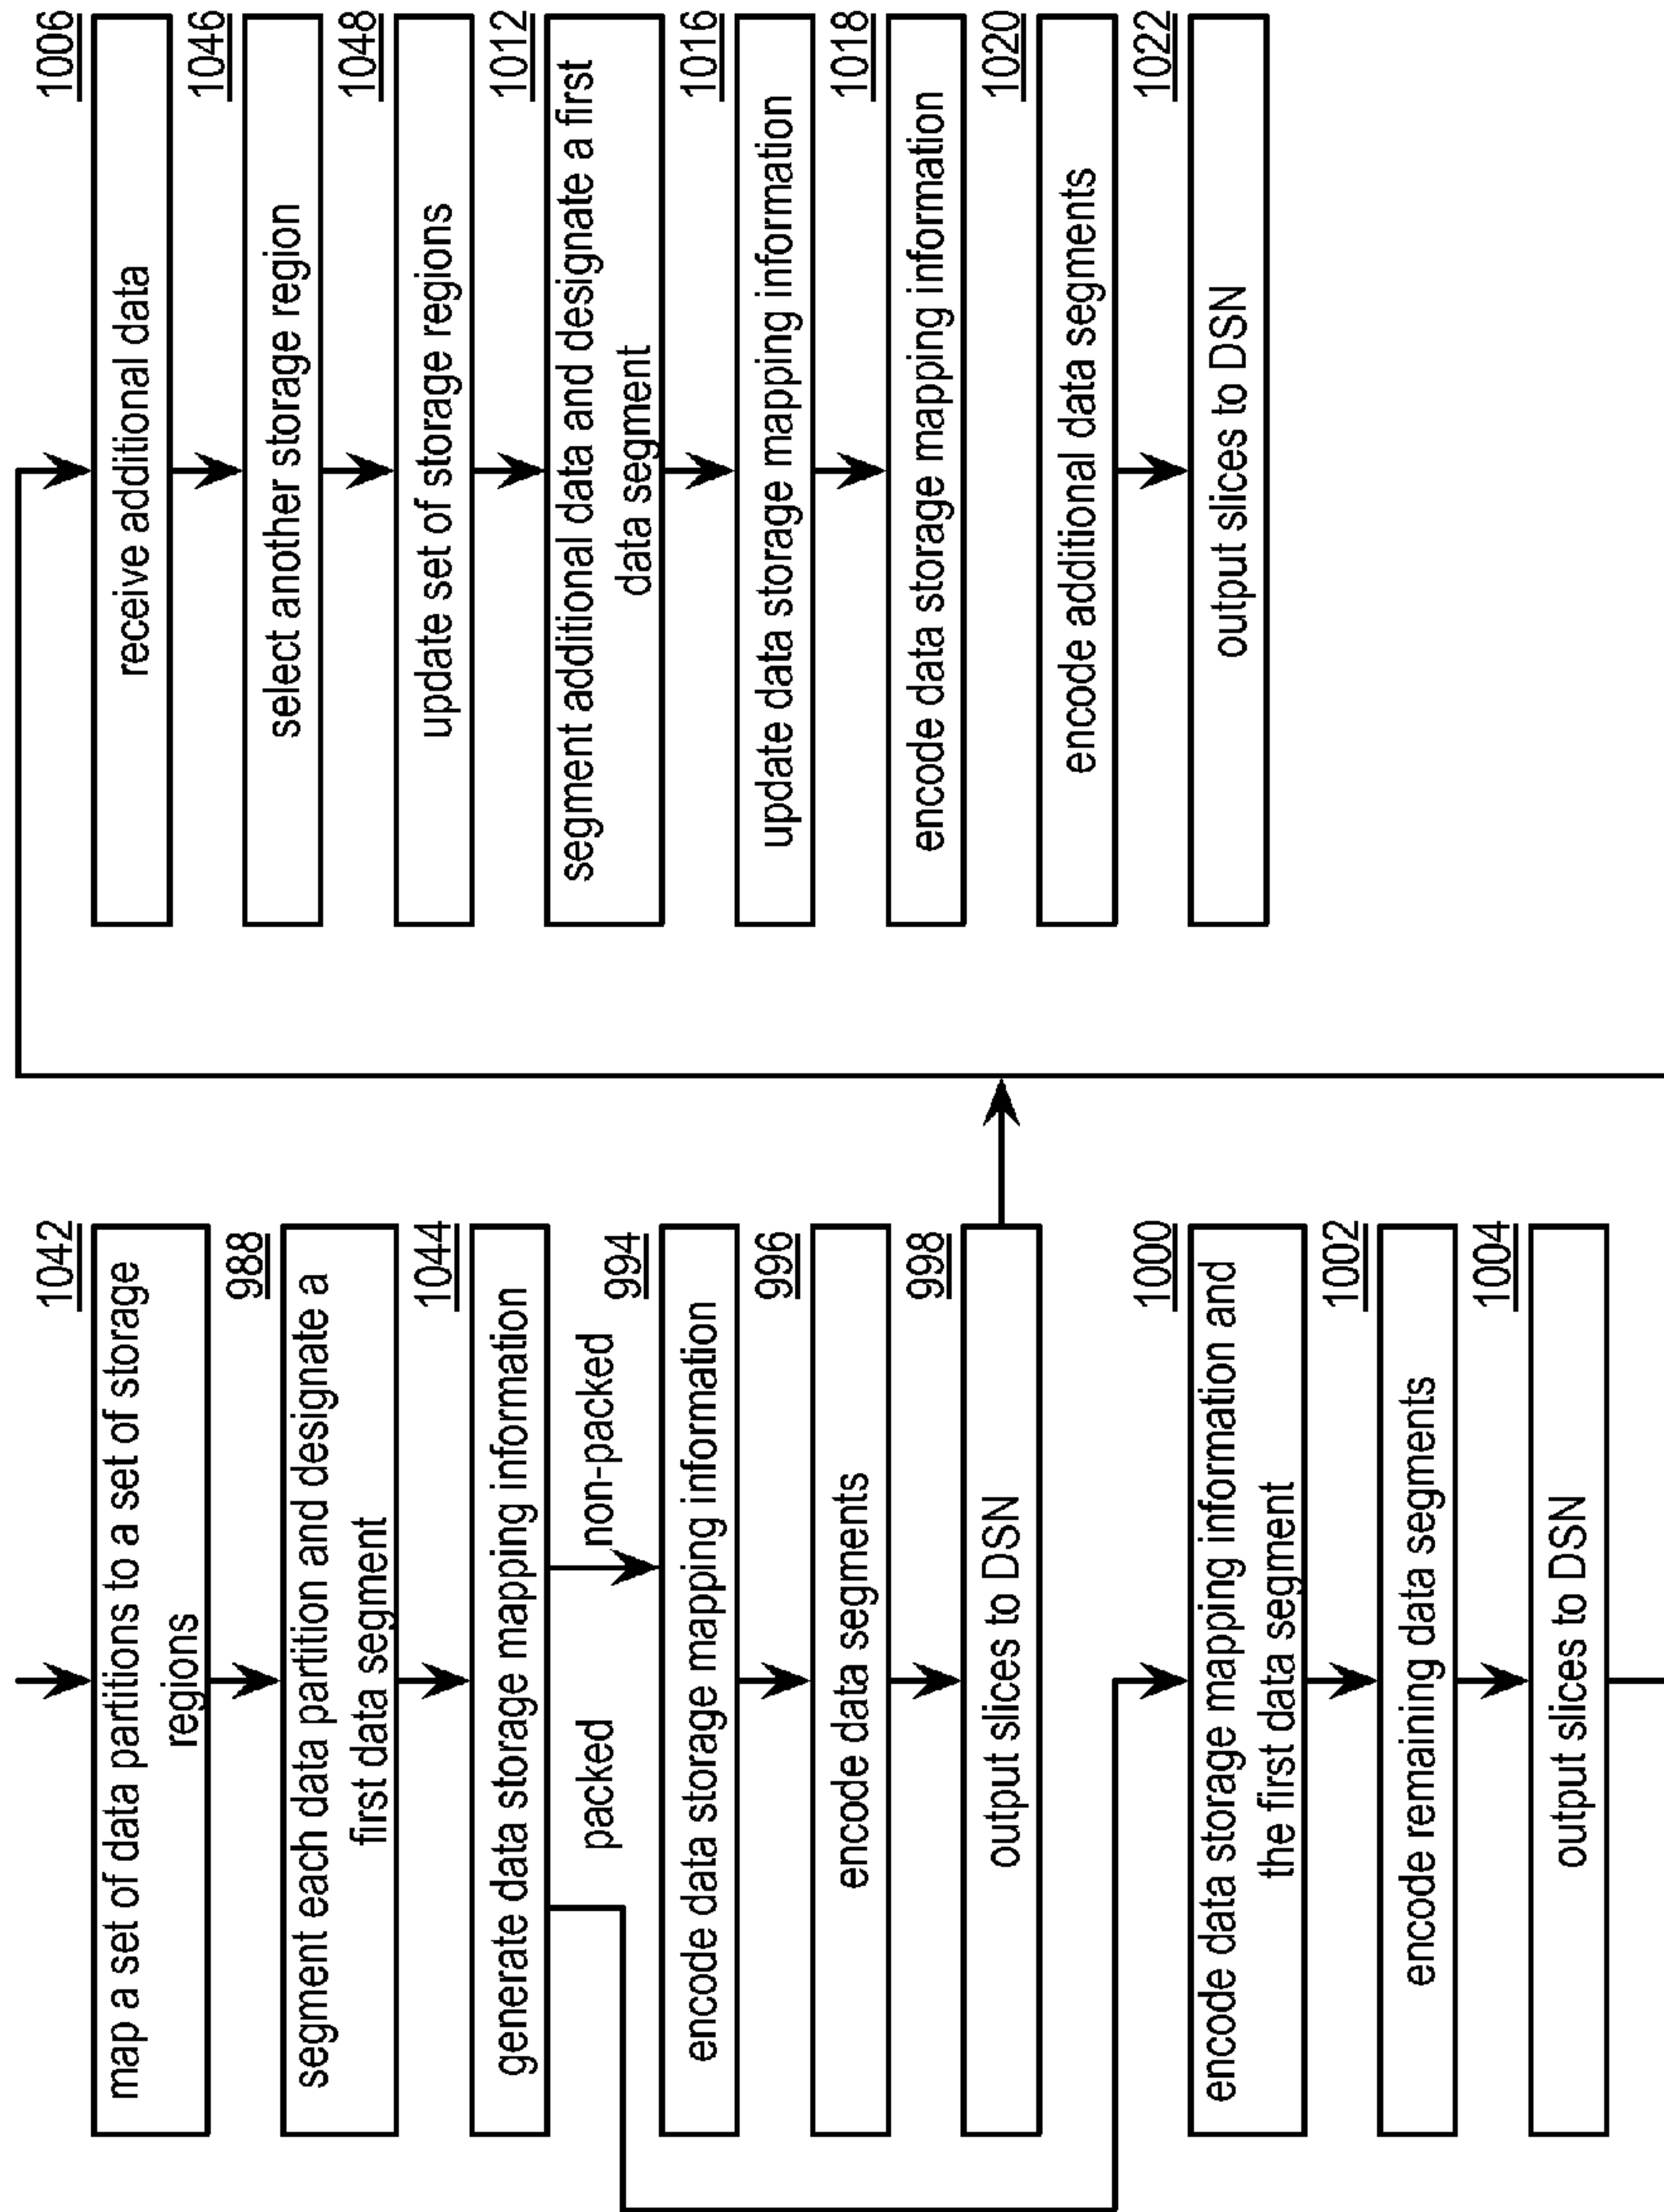 1042
map a set of data partitions to a set of storage
regions
988
segment each data partition and designate a
first data segment
1044
generate data storage mapping information
packed
non-packed
994
encode data storage mapping information
996
encode data segments
998
output slices to DSN
1000
encode data storage mapping information and
the first data segment
1002
encode remaining data segments
1004
output slices to DSN
1006
receive additional data
1046
select another storage region
1048
update set of storage regions
1012
segment additional data and designate a first
data segment
1016
update data storage mapping information
1018
encode data storage mapping information
1020
encode additional data segments
1022
output slices to DSN